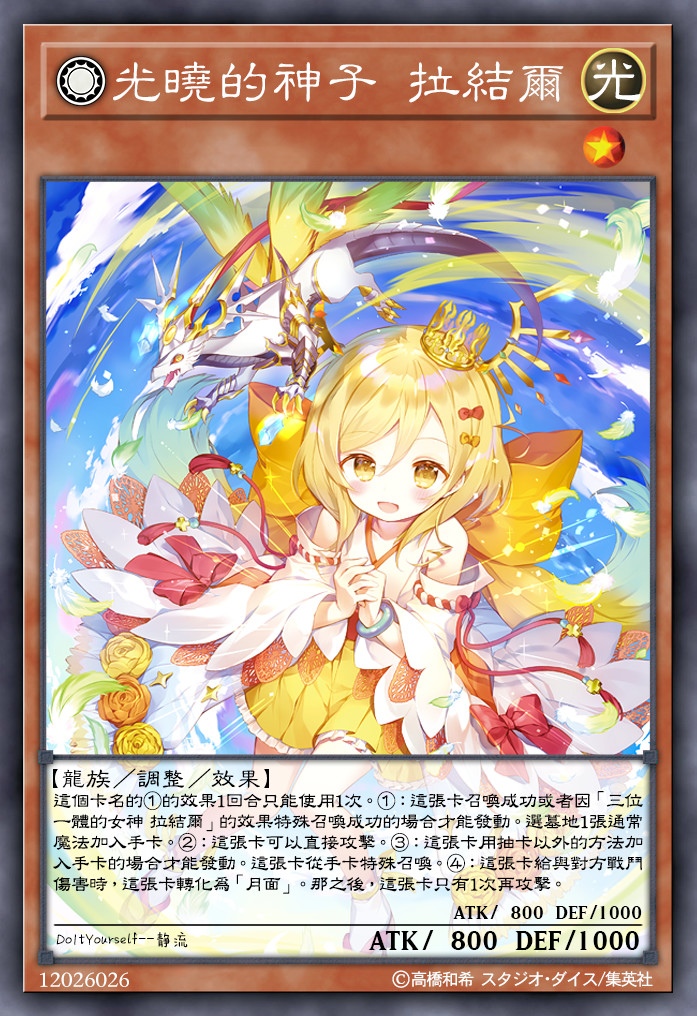 光曉的神子 拉結爾 光
【龍族／調整／效果】
這個卡名的①的效果1回合只能使用1次。①：這張卡召喚成功或者因「三位
一體的女神 拉結爾」的效果特殊召喚成功的場合才能發動。選墓地1張通常
魔法加入手卡。②：這張卡可以直接攻擊。③：這張卡用抽卡以外的方法加
入手卡的場合才能發動。這張卡從手卡特殊召喚。④：這張卡給與對方戰鬥
傷害時，這張卡轉化為「月面」。那之後，這張卡只有1次再攻擊。
ATK/ 800 DEF/1000
DoItYourself--靜流
ATK/ 800 DEF/1000
12026026
©高橋和希 スタジオ・ダイス/集英社